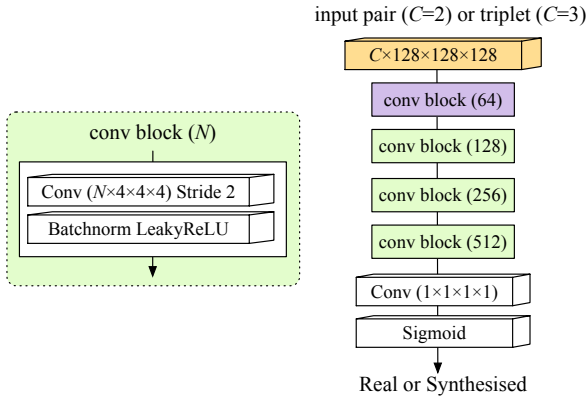 input pair (C=2) or triplet (C=3)
C×128×128×128
conv block (64)
conv block (128)
conv block (256)
conv block (512)
Conv (1×1×1×1)
Sigmoid
Real or Synthesised
conv block (N)
Conv (N×4×4×4) Stride 2
Batchnorm LeakyReLU